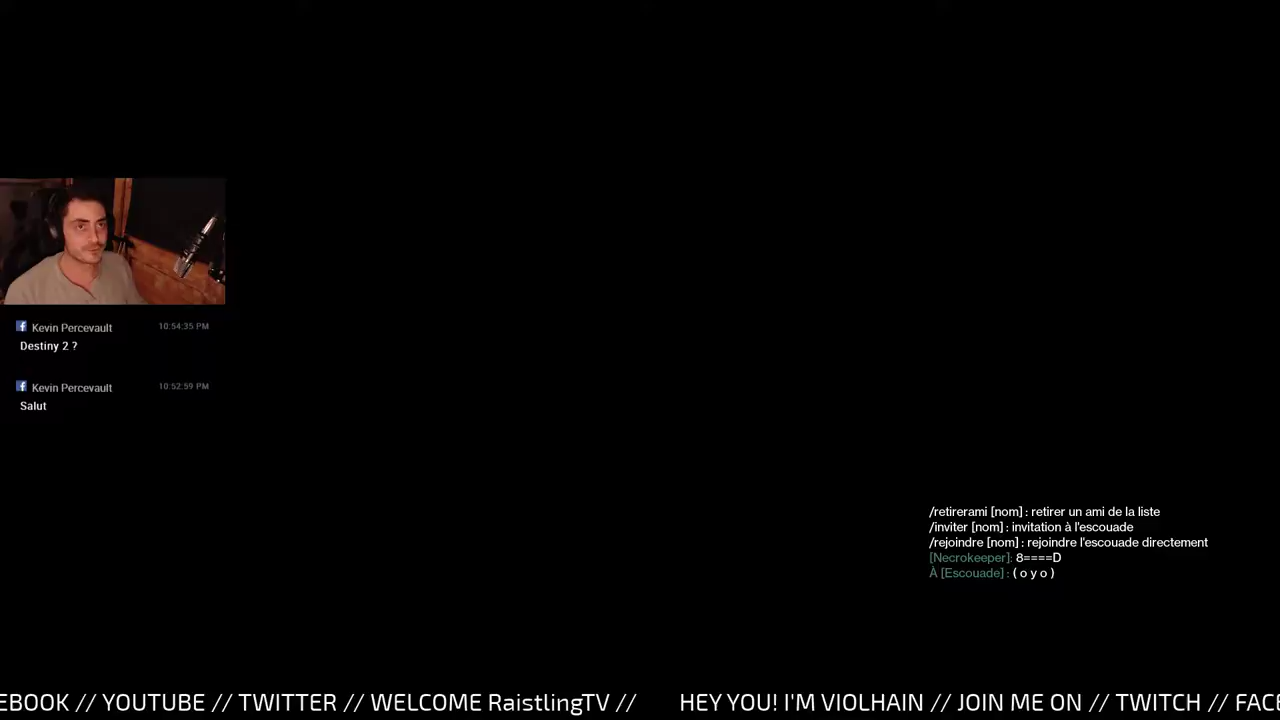 Kevin Percevault 10:54:35 PM
Destiny 2 ?
Kevin Percevault 10:52:59 PM
Salut
/retirerami [nom] : retirer un ami de la liste
/inviter [nom] : invitation à l'escouade
/rejoindre [nom] : rejoindre l'escouade directement
[Necrokeeper]: 8====D
À [Escouade] : ( o y o )
EBOOK // YOUTUBE // TWITTER // WELCOME RaistlingTV // HEY YOU! I'M VIOLHAIN // JOIN ME ON // TWITCH // FACE